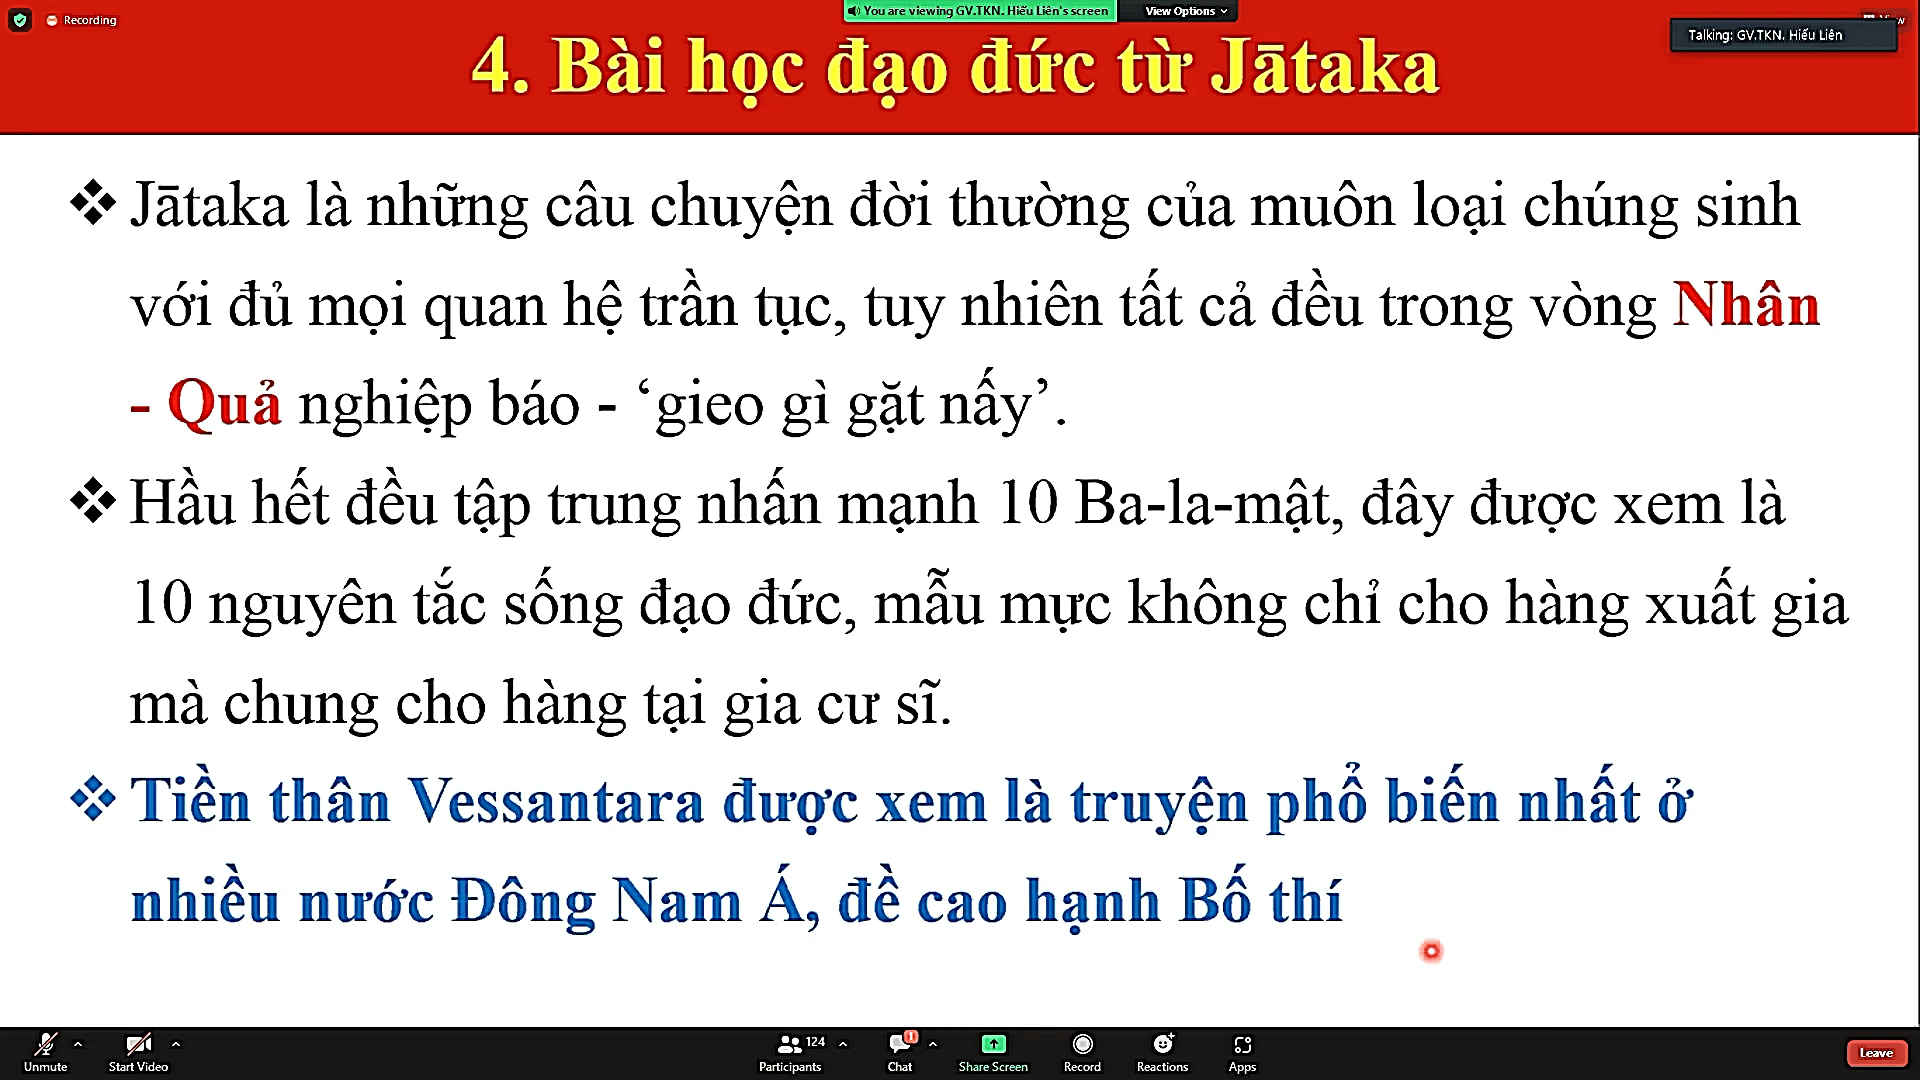 Recording
You are viewing GV.TKN. Hiếu Liên's screen
View Options
Talking: GV.TKN. Hiếu Liên
4. Bài học đạo đức từ Jātaka
❖ Jātaka là những câu chuyện đời thường của muôn loại chúng sinh
với đủ mọi quan hệ trần tục, tuy nhiên tất cả đều trong vòng Nhân
- Quả nghiệp báo - ‘gieo gì gặt nấy’.
❖ Hầu hết đều tập trung nhấn mạnh 10 Ba-la-mật, đây được xem là
10 nguyên tắc sống đạo đức, mẫu mực không chỉ cho hàng xuất gia
mà chung cho hàng tại gia cư sĩ.
❖ Tiền thân Vessantara được xem là truyện phổ biến nhất ở
nhiều nước Đông Nam Á, đề cao hạnh Bố thí
Unmute
Start Video
124
Participants
1
Chat
Share Screen
Record
Reactions
Apps
Leave